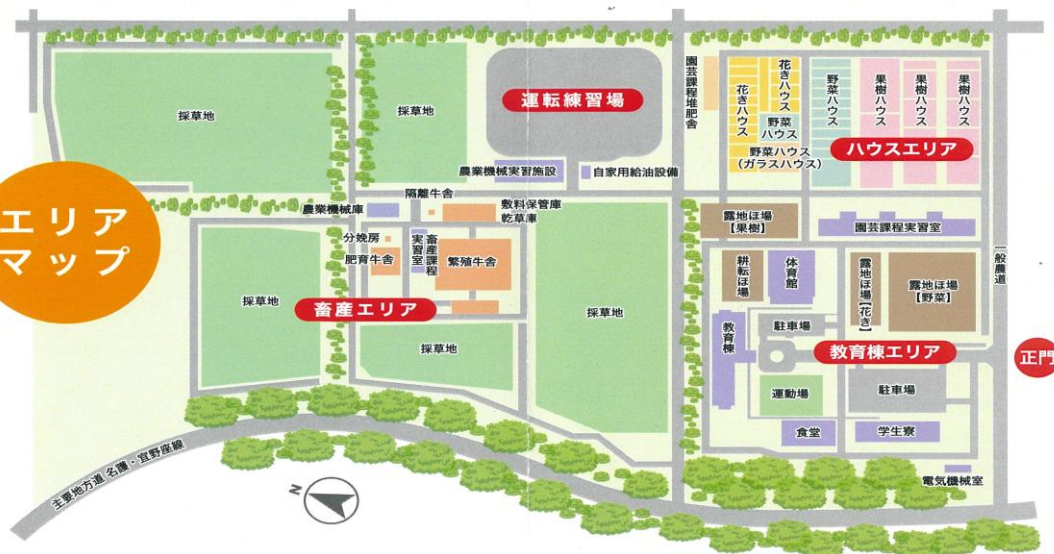 エリア
マップ
採草地
採草地
運転練習場
農業機械実習施設
自家用給油設備
園芸課程堆肥舎
花きハウス
花きハウス
野菜
ハウス
野菜ハウス
(ガラスハウス)
野菜ハウス
果樹ハウス
果樹ハウス
果樹ハウス
ハウスエリア
隔離牛舎
農業機械庫
敷料保管庫
乾草庫
分娩房
肥育牛舎
畜産課程
実習室
繁殖牛舎
採草地
畜産エリア
採草地
採草地
露地ほ場
【果樹】
園芸課程実習室
耕転ほ場
体育館
露地ほ場【花き】
露地ほ場
【野菜】
一般農道
教育棟
駐車場
教育棟エリア
正門
運動場
駐車場
食堂
学生寮
電気機械室
主要地方道 名護・宜野座線
N